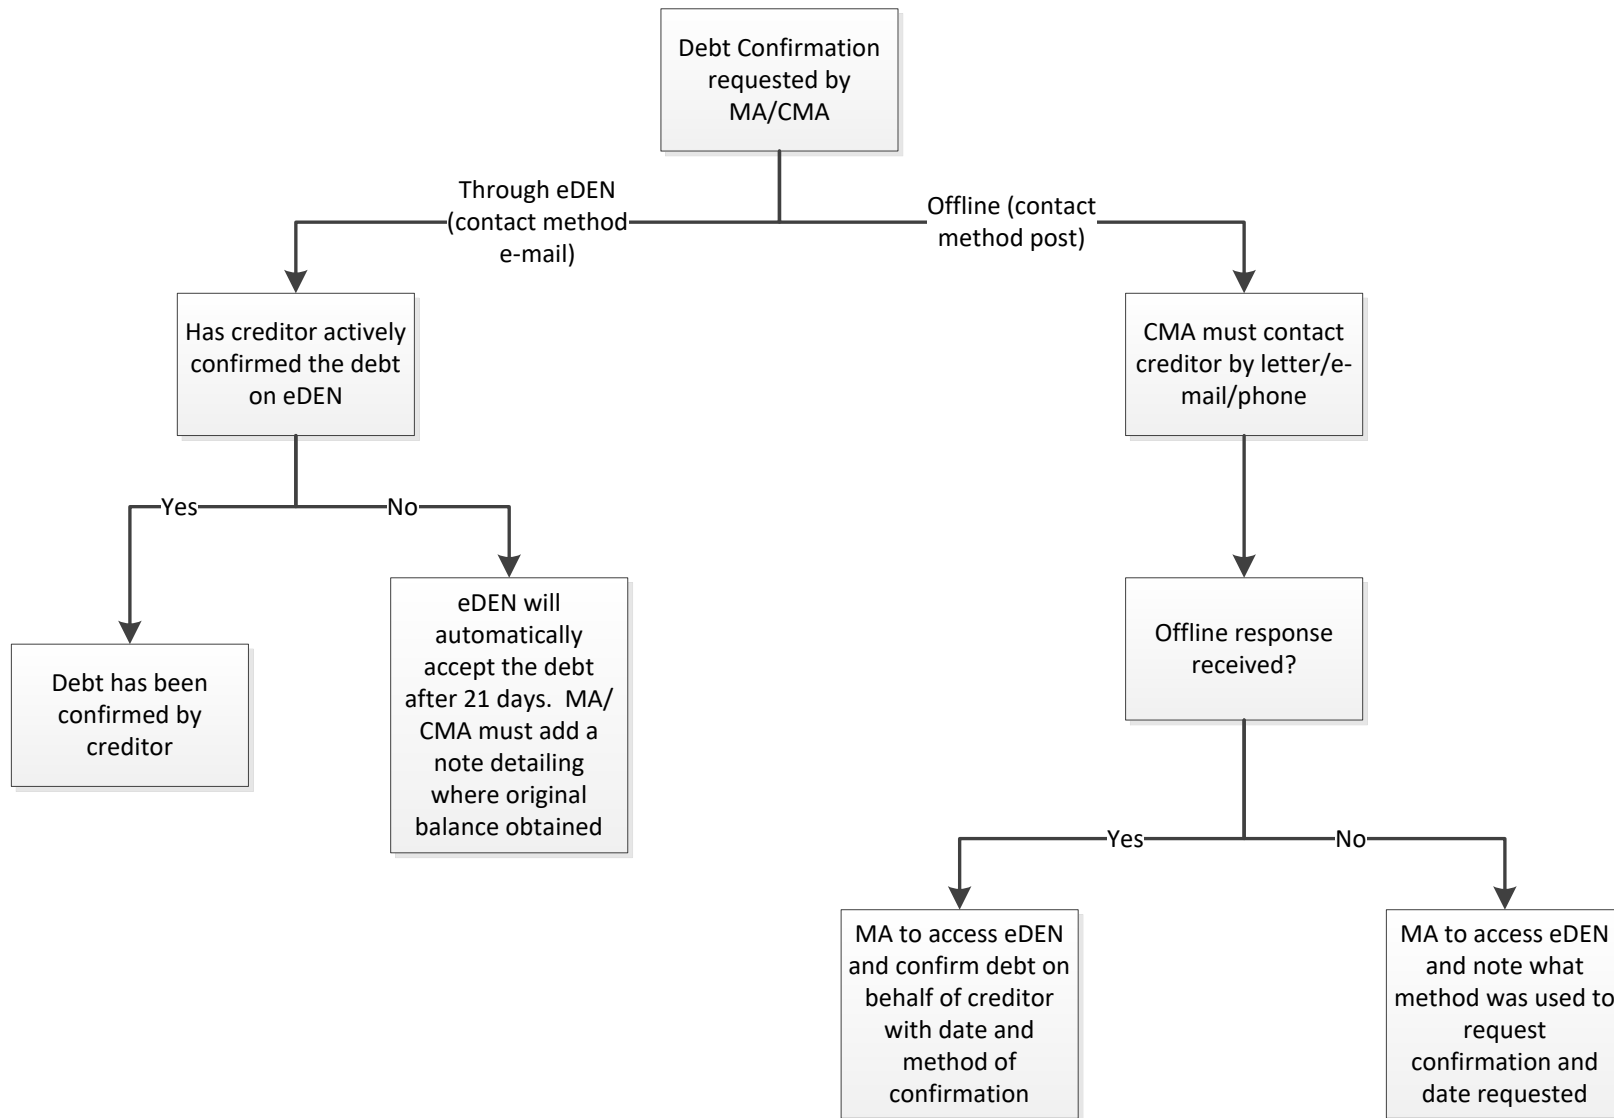 Debt Confirmation
requested by
MA/CMA
Through eDEN
(contact method
e-mail)
Offline (contact
method post)
Has creditor actively
confirmed the debt
on eDEN
CMA must contact
creditor by letter/e-
mail/phone
Yes
No
Debt has been
confirmed by
creditor
eDEN will
automatically
accept the debt
after 21 days.  MA/
CMA must add a
note detailing
where original
balance obtained
Offline response
received?
Yes
No
MA to access eDEN
and confirm debt on
behalf of creditor
with date and
method of
confirmation
MA to access eDEN
and note what
method was used to
request
confirmation and
date requested